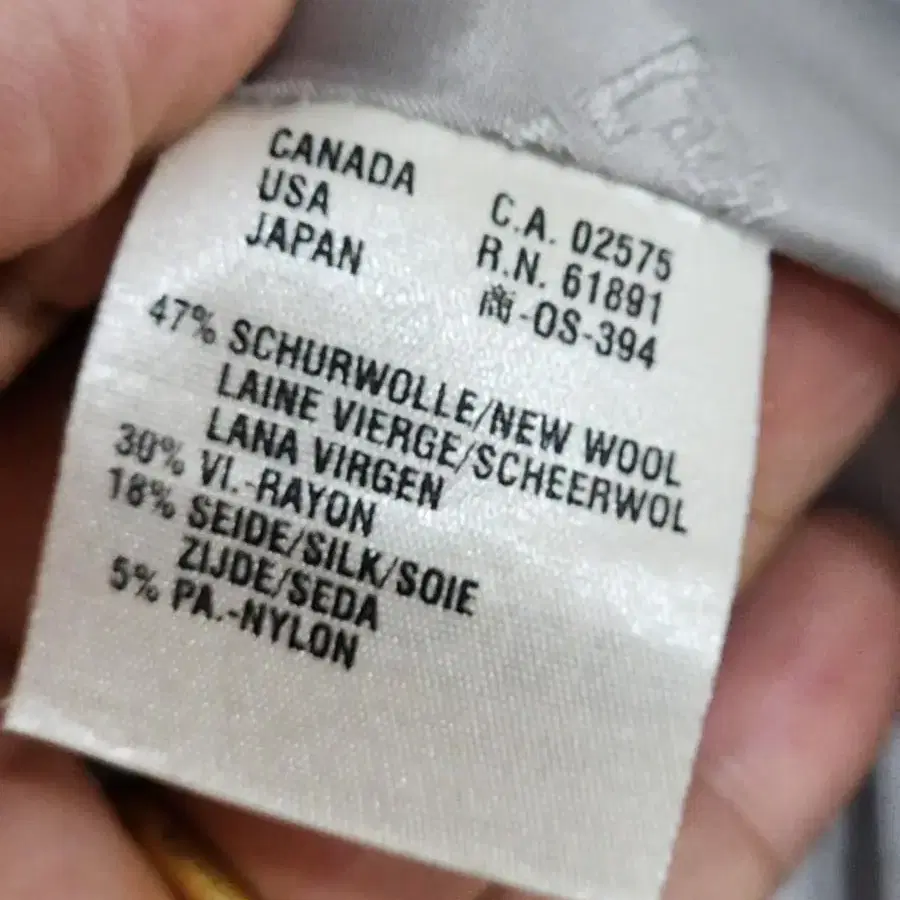 CANADA C.A. 02575
USA R.N. 61891
JAPAN 商-OS-394
47% SCHURWOLLE/NEW WOOL
LAINE VIERGE/SCHEERWOL
LANA VIRGEN
30% VI.-RAYON
18% SEIDE/SILK/SOIE
ZIJDE/SEDA
5% PA.-NYLON